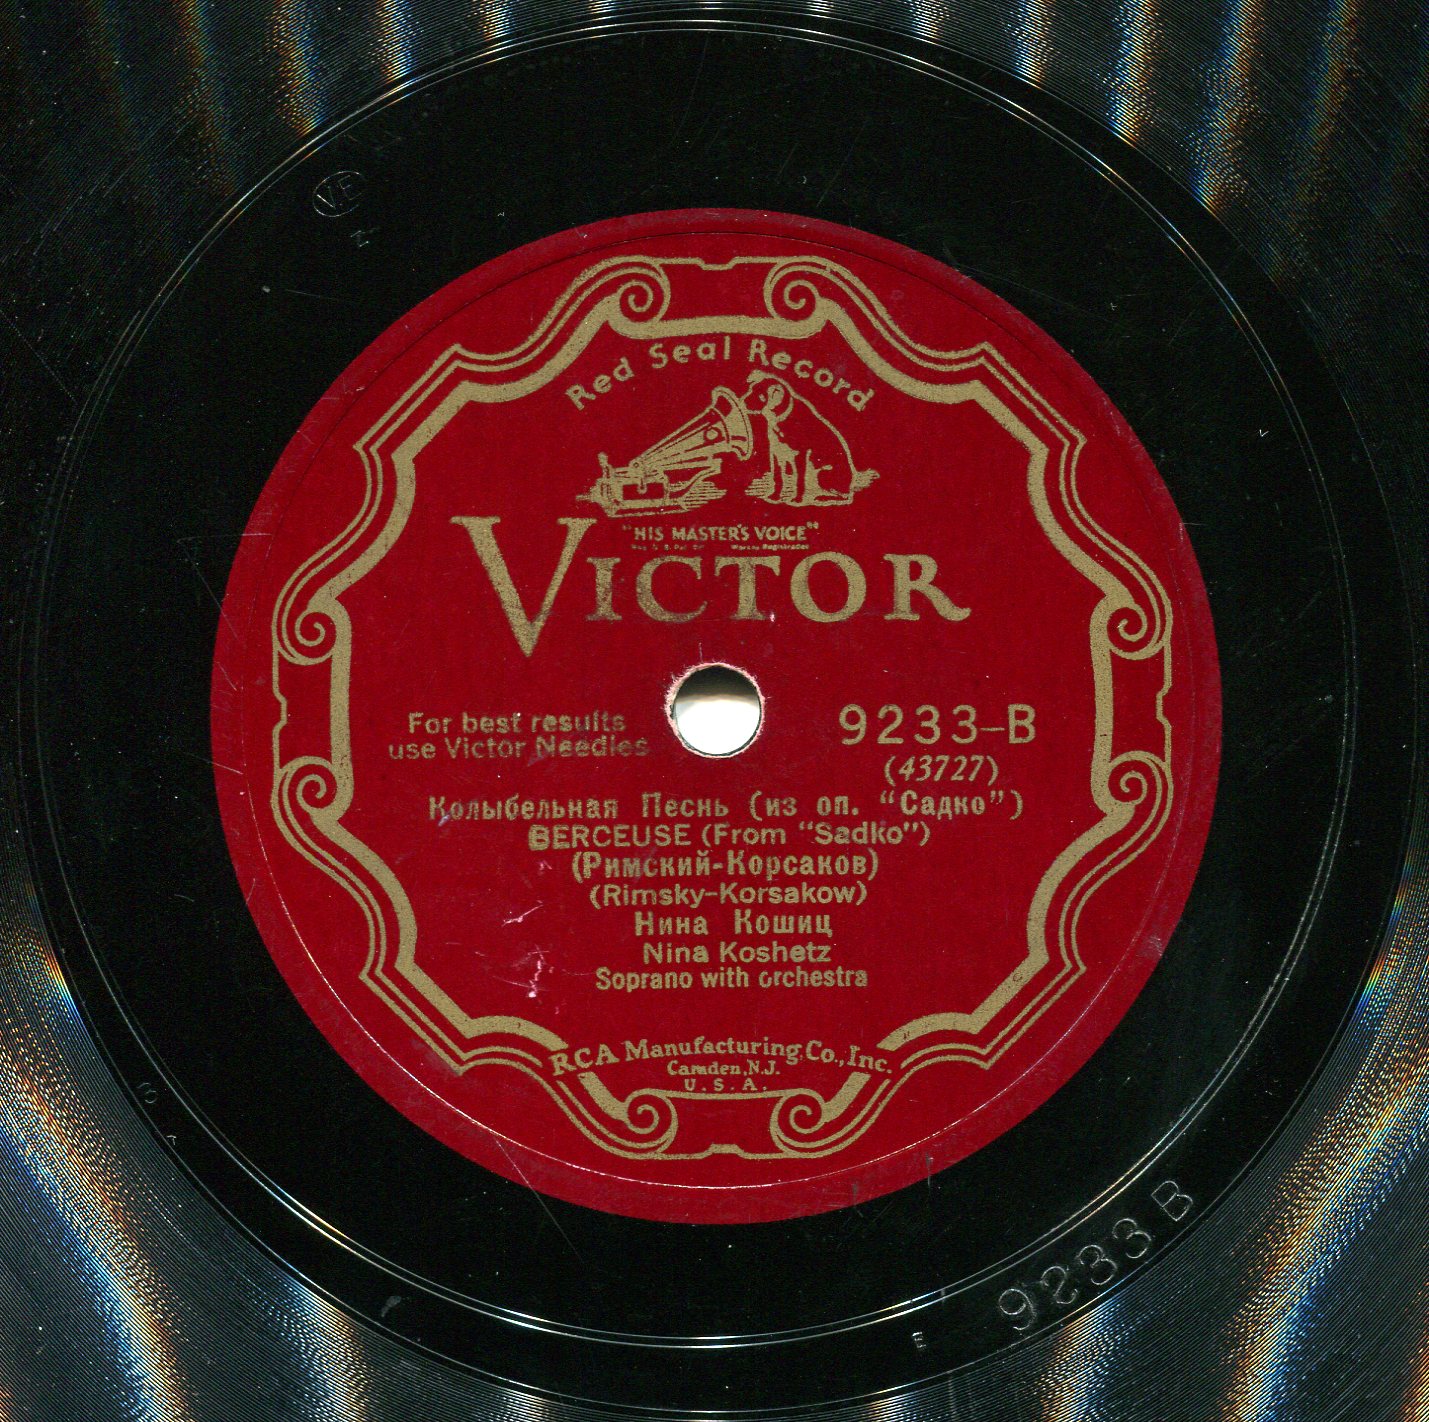 VE
Red Seal Record
"HIS MASTER'S VOICE"
VICTOR
For best results
use Victor Needles
9233-B
(43727)
Колыбельная Песнь (из оп. "Садко")
BERCEUSE (From "Sadko")
(Римский-Корсаков)
(Rimsky-Korsakow)
Нина Кошиц
Nina Koshetz
Soprano with orchestra
RCA Manufacturing Co., Inc.
Camden, N.J.
U.S.A.
E
9233 B